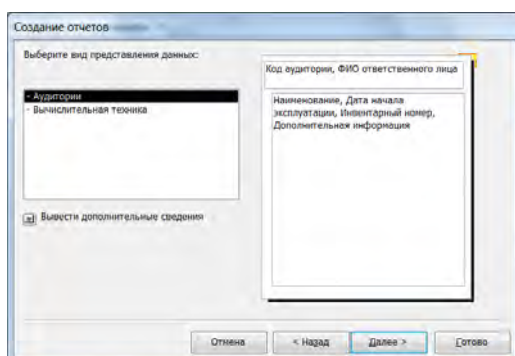 Создание отчетов
Выберите вид представления данных:
- Аудитории
- Вычислительная техника
Вывести дополнительные сведения
Код аудитории, ФИО ответственного лица
Наименование, Дата начала
эксплуатации, Инвентарный номер,
Дополнительная информация
Отмена
< Назад
Далее >
Готово